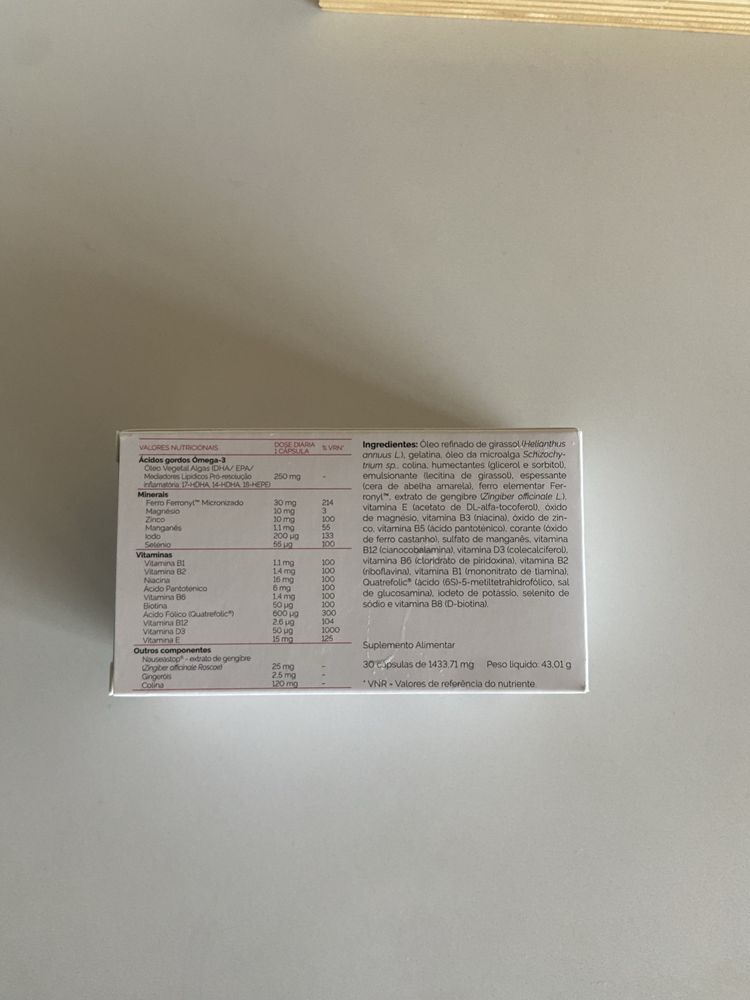 VALORES NUTRICIONAIS DOSE DIÁRIA 1 CÁPSULA % VRN*
Ácidos gordos Ómega-3
Óleo Vegetal Algas (DHA/ EPA/
Mediadores Lipídicos Pró-resolução 250 mg -
inflamatória: 17-HDHA, 14-HDHA, 18-HEPE)
Minerais
Ferro Ferronyl™ Micronizado 30 mg 214
Magnésio 10 mg 3
Zinco 10 mg 100
Manganês 1.1 mg 55
Iodo 200 µg 133
Selénio 55 µg 100
Vitaminas
Vitamina B1 1.1 mg 100
Vitamina B2 1.4 mg 100
Niacina 16 mg 100
Ácido Pantoténico 6 mg 100
Vitamina B6 1.4 mg 100
Biotina 50 µg 100
Ácido Fólico (Quatrefolic®) 600 µg 300
Vitamina B12 2.6 µg 104
Vitamina D3 50 µg 1000
Vitamina E 15 mg 125
Outros componentes
Nauseastop® - extrato de gengibre
(Zingiber officinale Roscoe) 25 mg -
Gingeróis 2.5 mg -
Colina 120 mg -
Ingredientes: Óleo refinado de girassol (Helianthus
annuus L.), gelatina, óleo da microalga Schizochy-
trium sp., colina, humectantes (glicerol e sorbitol),
emulsionante (lecitina de girassol), espessante
(cera de abelha amarela), ferro elementar Fer-
ronyl™, extrato de gengibre (Zingiber officinale L.),
vitamina E (acetato de DL-alfa-tocoferol), óxido
de magnésio, vitamina B3 (niacina), óxido de zin-
co, vitamina B5 (ácido pantoténico), corante (óxido
de ferro castanho), sulfato de manganês, vitamina
B12 (cianocobalamina), vitamina D3 (colecalciferol),
vitamina B6 (cloridrato de piridoxina), vitamina B2
(riboflavina), vitamina B1 (mononitrato de tiamina),
Quatrefolic® (ácido (6S)-5-metiltetrahidrofólico, sal
de glucosamina), iodeto de potássio, selenito de
sódio e vitamina B8 (D-biotina).
Suplemento Alimentar
30 cápsulas de 1433.71 mg Peso líquido: 43.01 g
* VNR - Valores de referência do nutriente.